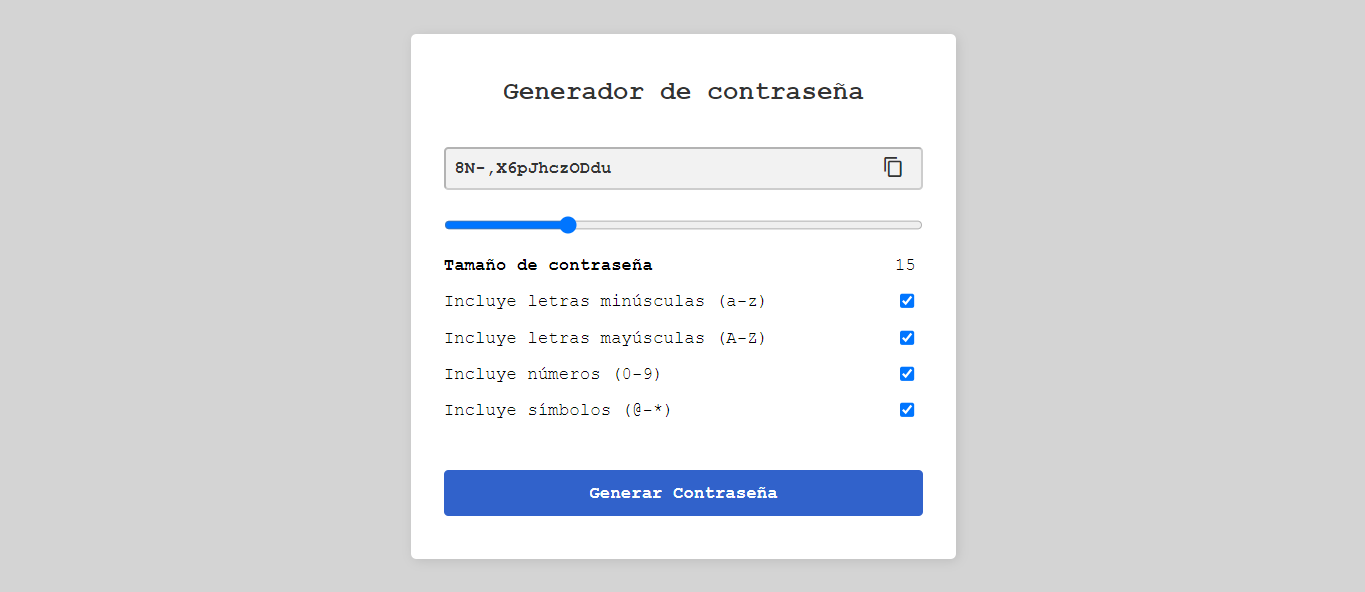 Generador de contraseña
8N-,X6pJhczODdu
Tamaño de contraseña 15
Incluye letras minúsculas (a-z)
Incluye letras mayúsculas (A-Z)
Incluye números (0-9)
Incluye símbolos (@-*)
Generar Contraseña